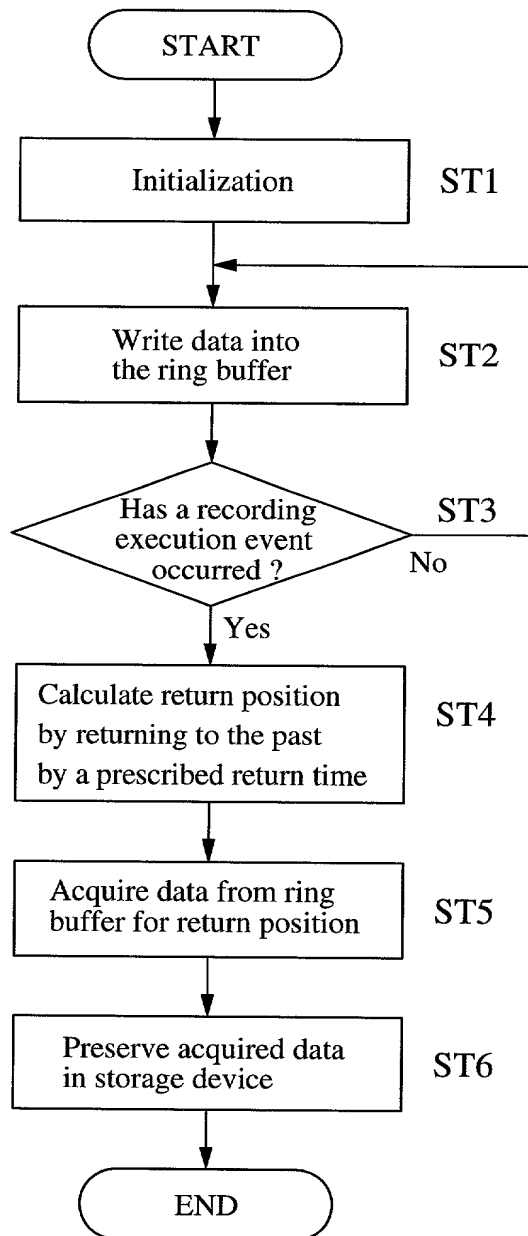 START
Initialization
ST1
Write data into
the ring buffer
ST2
Has a recording
execution event
occurred ?
ST3
No
Yes
Calculate return position
by returning to the past
by a prescribed return time
ST4
Acquire data from ring
buffer for return position
ST5
Preserve acquired data
in storage device
ST6
END